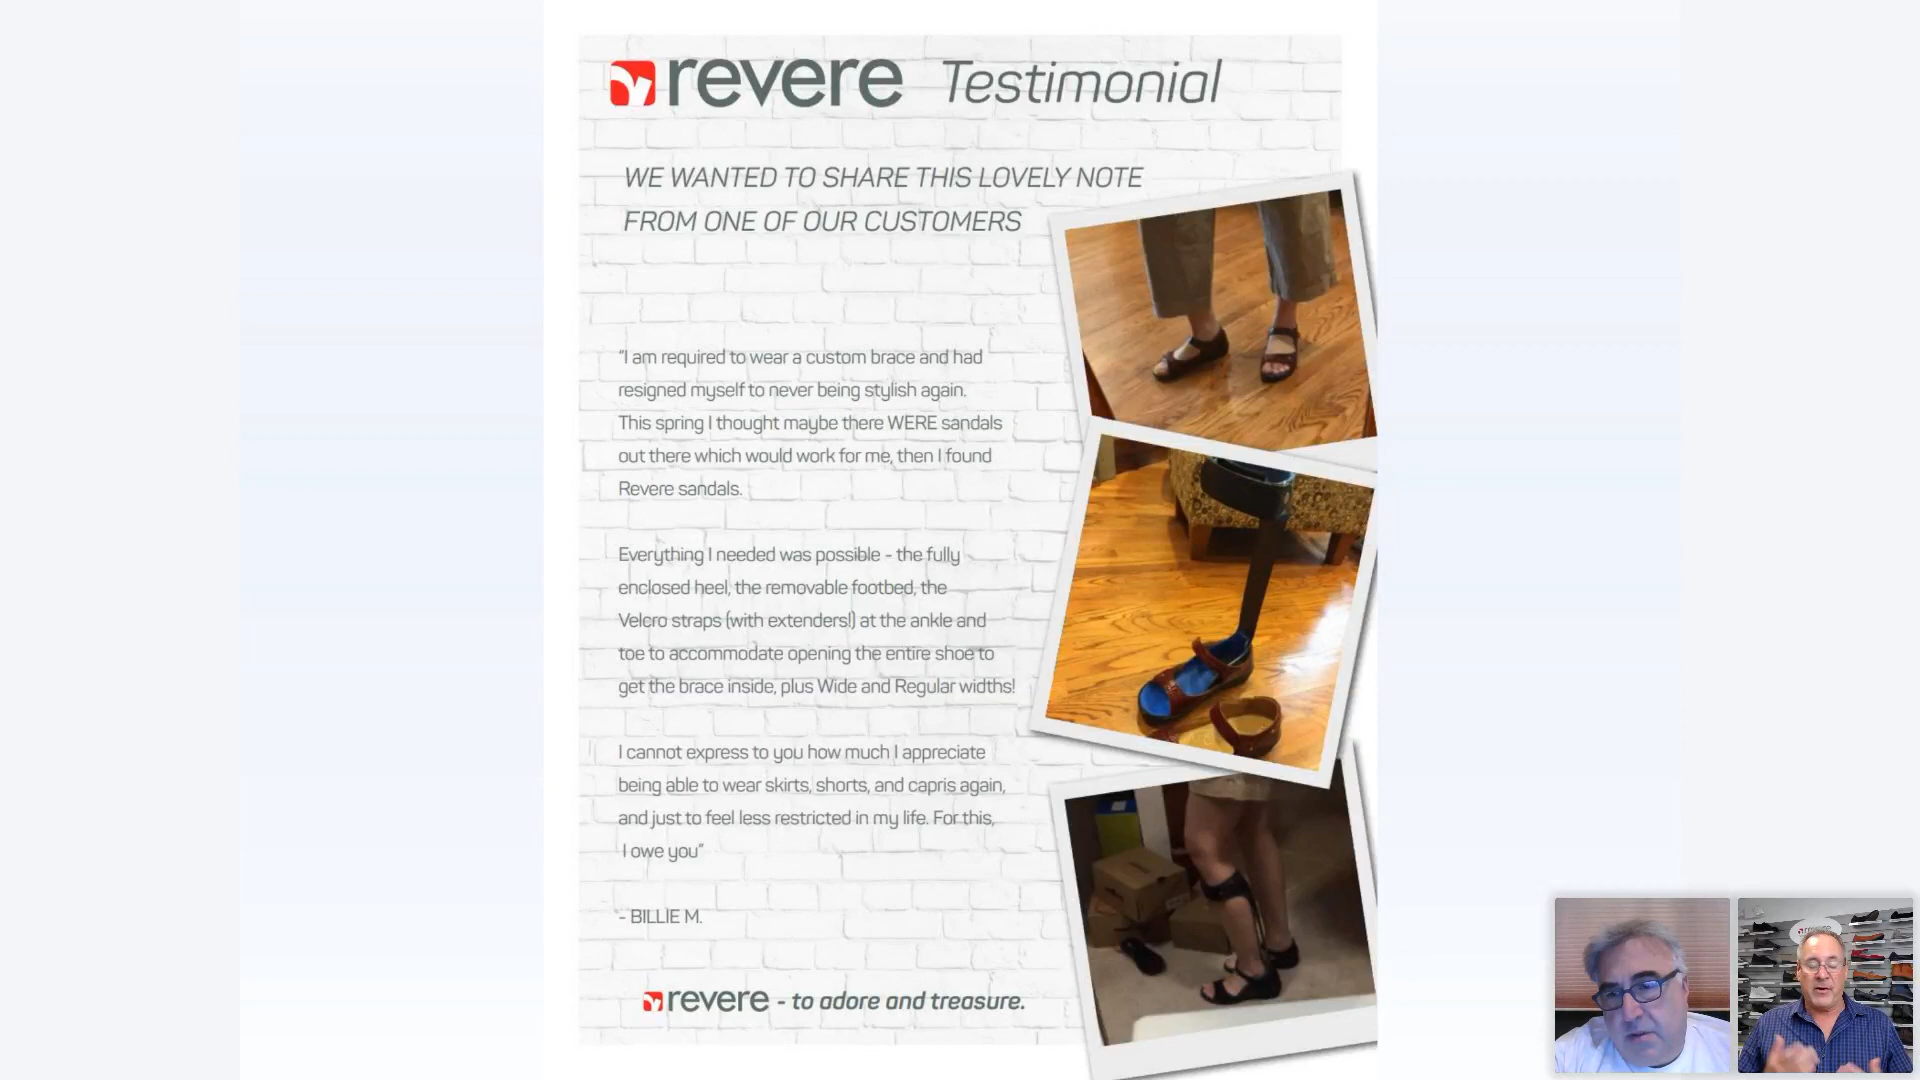 revere Testimonial
WE WANTED TO SHARE THIS LOVELY NOTE
FROM ONE OF OUR CUSTOMERS
“I am required to wear a custom brace and had
resigned myself to never being stylish again.
This spring I thought maybe there WERE sandals
out there which would work for me, then I found
Revere sandals.
Everything I needed was possible - the fully
enclosed heel, the removable footbed, the
Velcro straps (with extenders!) at the ankle and
toe to accommodate opening the entire shoe to
get the brace inside, plus Wide and Regular widths!
I cannot express to you how much I appreciate
being able to wear skirts, shorts, and capris again,
and just to feel less restricted in my life. For this,
I owe you”
- BILLIE M.
revere - to adore and treasure.
revere